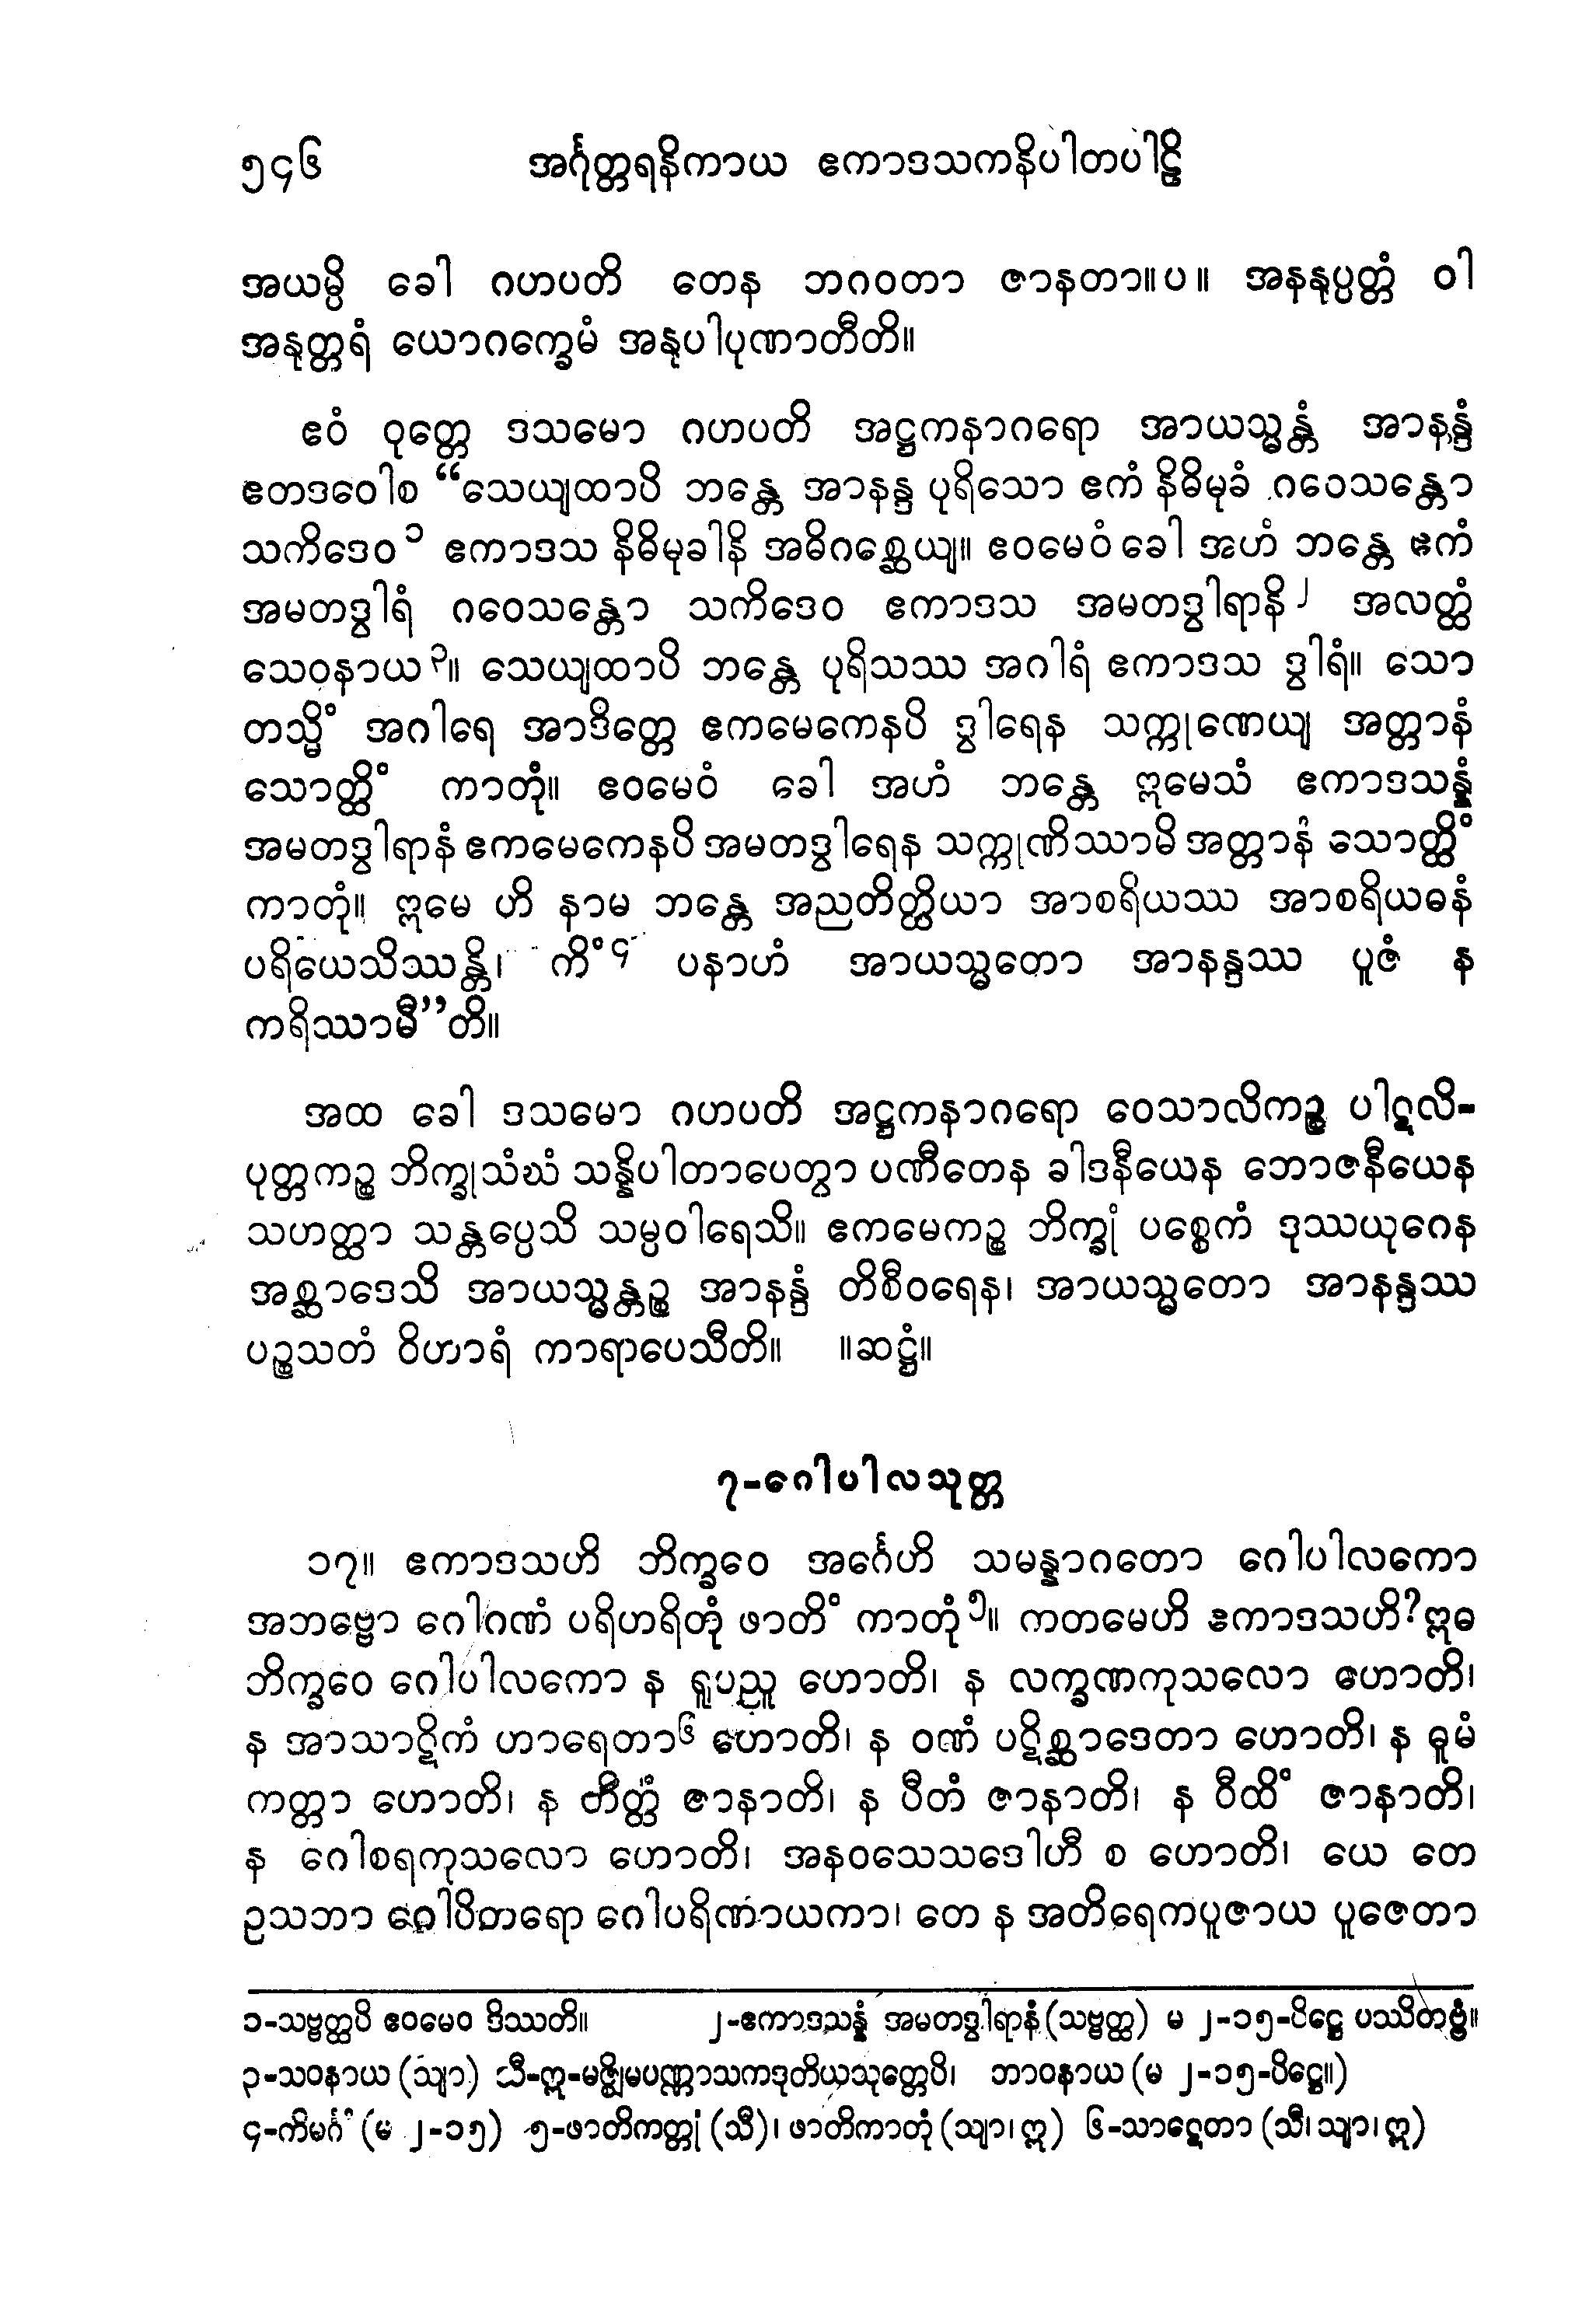 ၅၄၆ အင်္ဂုတ္တရနိကာယ ဧကာဒသကနိပါတပါဠိ
အယမ္ပိ ခေါ ဂဟပတိ တေန ဘဂဝတာ ဇာနတာ။ပ။ အနနုပ္ပတ္တံ ဝါ
အနုတ္တရံ ယောဂက္ခေမံ အနုပါပုဏာတီတိ။
ဧဝံ ဝုတ္တေ ဒသမော ဂဟပတိ အဋ္ဌကနာဂရော အာယသ္မန္တံ အာနန္ဒံ
ဧတဒဝေါစ “သေယျထာပိ ဘန္တေ အာနန္ဒ ပုရိသော ဧကံ နိဓိမုခံ ဂဝေသန္တော
သကိဒေဝ၁ ဧကာဒသ နိဓိမုခါနိ အဓိဂစ္ဆေယျ။ ဧဝမေဝံ ခေါ အဟံ ဘန္တေ ဧကံ
အမတဒွါရံ ဂဝေသန္တော သကိဒေဝ ဧကာဒသ အမတဒွါရာနိ၂ အလတ္ထံ
သေဝနာယ၃။ သေယျထာပိ ဘန္တေ ပုရိသဿ အဂါရံ ဧကာဒသ ဒွါရံ။ သော
တသ္မိံ အဂါရေ အာဒိတ္တေ ဧကမေကေနပိ ဒွါရေန သက္ကုဏေယျ အတ္တာနံ
သောတ္ထိံ ကာတုံ။ ဧဝမေဝံ ခေါ အဟံ ဘန္တေ ဣမေသံ ဧကာဒသန္နံ
အမတဒွါရာနံ ဧကမေကေနပိ အမတဒွါရေန သက္ကုဏိဿာမိ အတ္တာနံ သောတ္ထိံ
ကာတုံ။ ဣမေ ဟိ နာမ ဘန္တေ အညတိတ္ထိယာ အာစရိယဿ အာစရိယဓနံ
ပရိယေသိဿန္တိ၊ ကိံ၄ ပနာဟံ အာယသ္မတော အာနန္ဒဿ ပူဇံ န
ကရိဿာမီ”တိ။
အထ ခေါ ဒသမော ဂဟပတိ အဋ္ဌကနာဂရော ဝေသာလိကဉ္စ ပါဋလိ-
ပုတ္တကဉ္စ ဘိက္ခုသံဃံ သန္နိပါတာပေတွာ ပဏီတေန ခါဒနီယေန ဘောဇနီယေန
သဟတ္ထာ သန္တပ္ပေသိ သမ္ပဝါရေသိ။ ဧကမေကဉ္စ ဘိက္ခုံ ပစ္စေကံ ဒုဿယုဂေန
အစ္ဆာဒေသိ အာယသ္မန္တဉ္စ အာနန္ဒံ တိစီဝရေန၊ အာယသ္မတော အာနန္ဒဿ
ပဉ္စသတံ ဝိဟာရံ ကာရာပေသီတိ။ ။ဆဋ္ဌံ။
၇-ဂေါပါလသုတ္တ
၁၇။ ဧကာဒသဟိ ဘိက္ခဝေ အင်္ဂေဟိ သမန္နာဂတော ဂေါပါလကော
အဘဗ္ဗော ဂေါဂဏံ ပရိဟရိတုံ ဖာတိံ ကာတုံ၅။ ကတမေဟိ ဧကာဒသဟိ?ဣဓ
ဘိက္ခဝေ ဂေါပါလကော န ရူပညူ ဟောတိ၊ န လက္ခဏကုသလော ဟောတိ၊
န အာသာဋိကံ ဟာရေတာ၆ ဟောတိ၊ န ဝဏံ ပဋိစ္ဆာဒေတာ ဟောတိ၊ န ဓူမံ
ကတ္တာ ဟောတိ၊ န တိတ္ထံ ဇာနာတိ၊ န ပီတံ ဇာနာတိ၊ န ဝီထိံ ဇာနာတိ၊
န ဂေါစရကုသလော ဟောတိ၊ အနဝသေသဒေါဟီ စ ဟောတိ၊ ယေ တေ
ဥသဘာ ဂေါပိတရော ဂေါပရိဏာယကာ၊ တေ န အတိရေကပူဇာယ ပူဇေတာ
၁-သဗ္ဗတ္ထပိ ဧဝမေဝ ဒိဿတိ။ ၂-ဧကာဒသန္နံ အမတဒွါရာနံ(သဗ္ဗတ္ထ) မ ၂-၁၅-ပိဋ္ဌေ ပဿိတဗ္ဗံ။
၃-သဝနာယ (သျာ) သီ-ဣ-မဇ္ဈိမပဏ္ဏာသကဒုတိယသုတ္တေပိ၊ ဘာဝနာယ (မ ၂-၁၅-ပိဋ္ဌေ။)
၄-ကိမင်္ဂံ (မ ၂-၁၅) ၅-ဖာတိကတ္တုံ (သီ)၊ ဖာတိကာတုံ (သျာ၊ဣ) ၆-သာဋေတာ (သီ၊ သျာ၊ ဣ)